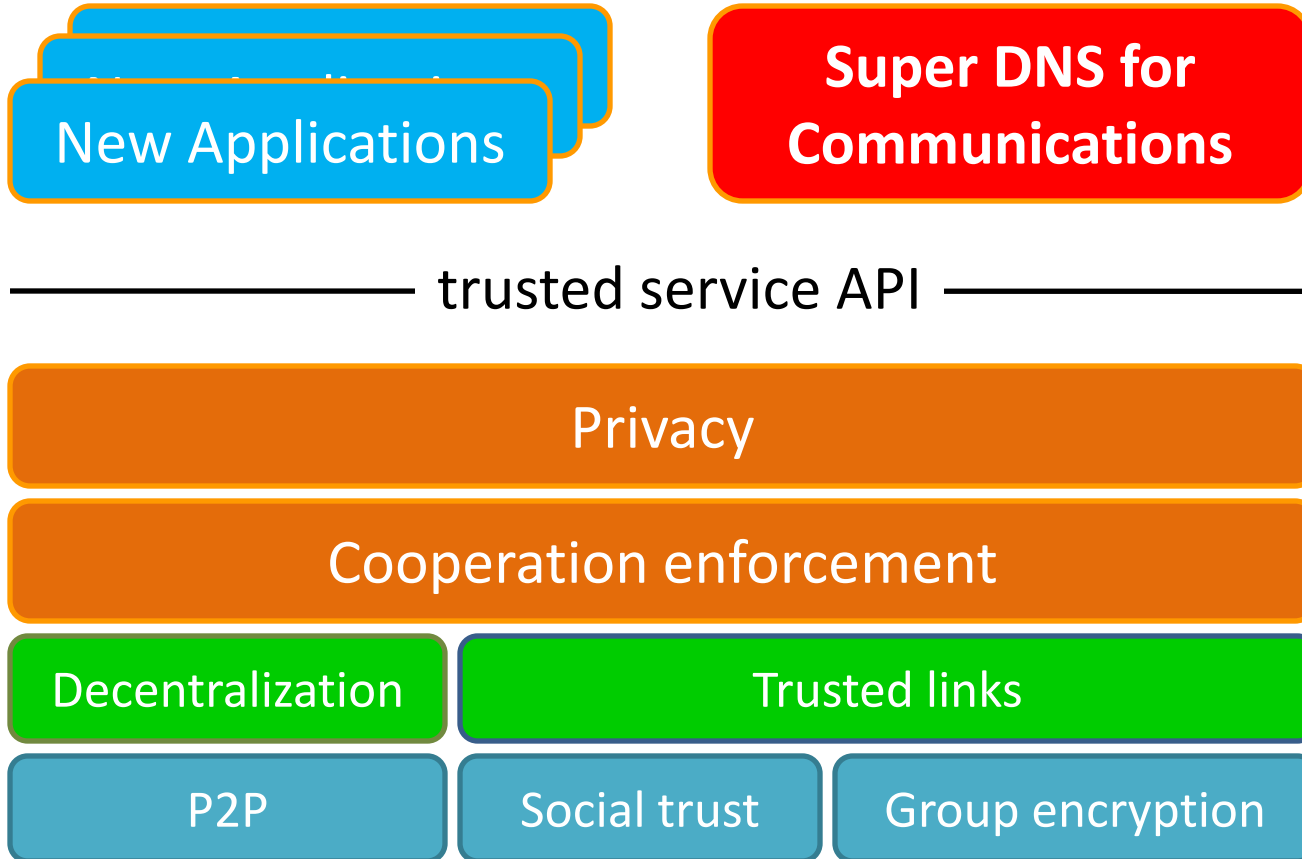 New Applications
Super DNS for
Communications
trusted service API
Privacy
Cooperation enforcement
Decentralization
Trusted links
P2P
Social trust
Group encryption